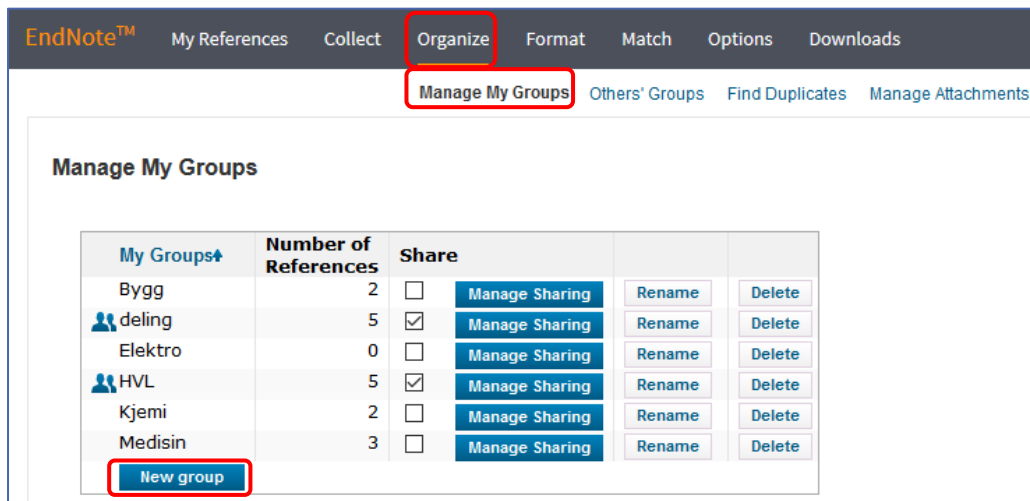 EndNote™ My References Collect Organize Format Match Options Downloads
Manage My Groups Others' Groups Find Duplicates Manage Attachments
Manage My Groups
My Groups Number of References Share
Bygg 2 Manage Sharing Rename Delete
deling 5 Manage Sharing Rename Delete
Elektro 0 Manage Sharing Rename Delete
HVL 5 Manage Sharing Rename Delete
Kjemi 2 Manage Sharing Rename Delete
Medisin 3 Manage Sharing Rename Delete
New group